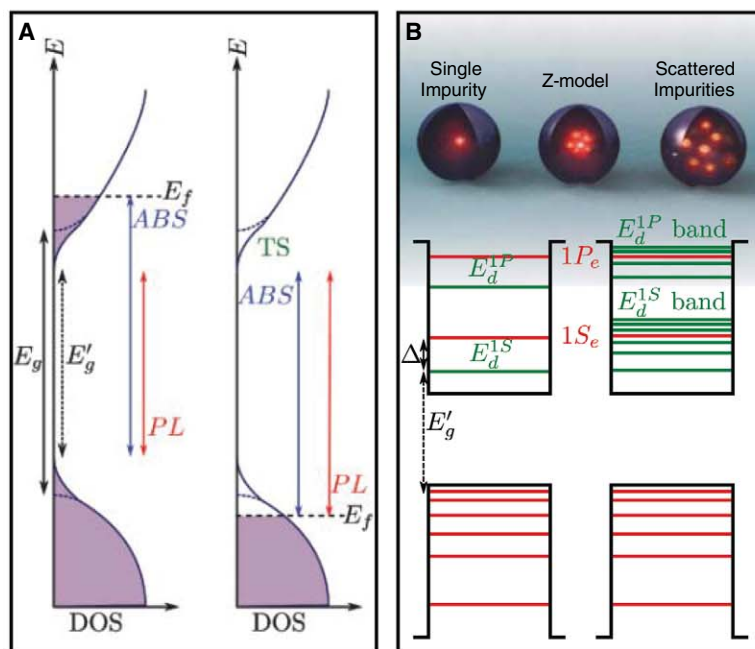 A
E
E
E_f
ABS
TS
ABS
E_g
E'_g
PL
PL
E_f
DOS
DOS
B
Single
Impurity
Z-model
Scattered
Impurities
E_d^{1P} band
1P_e
E_d^{1P}
E_d^{1S} band
1S_e
Δ
E_d^{1S}
E'_g